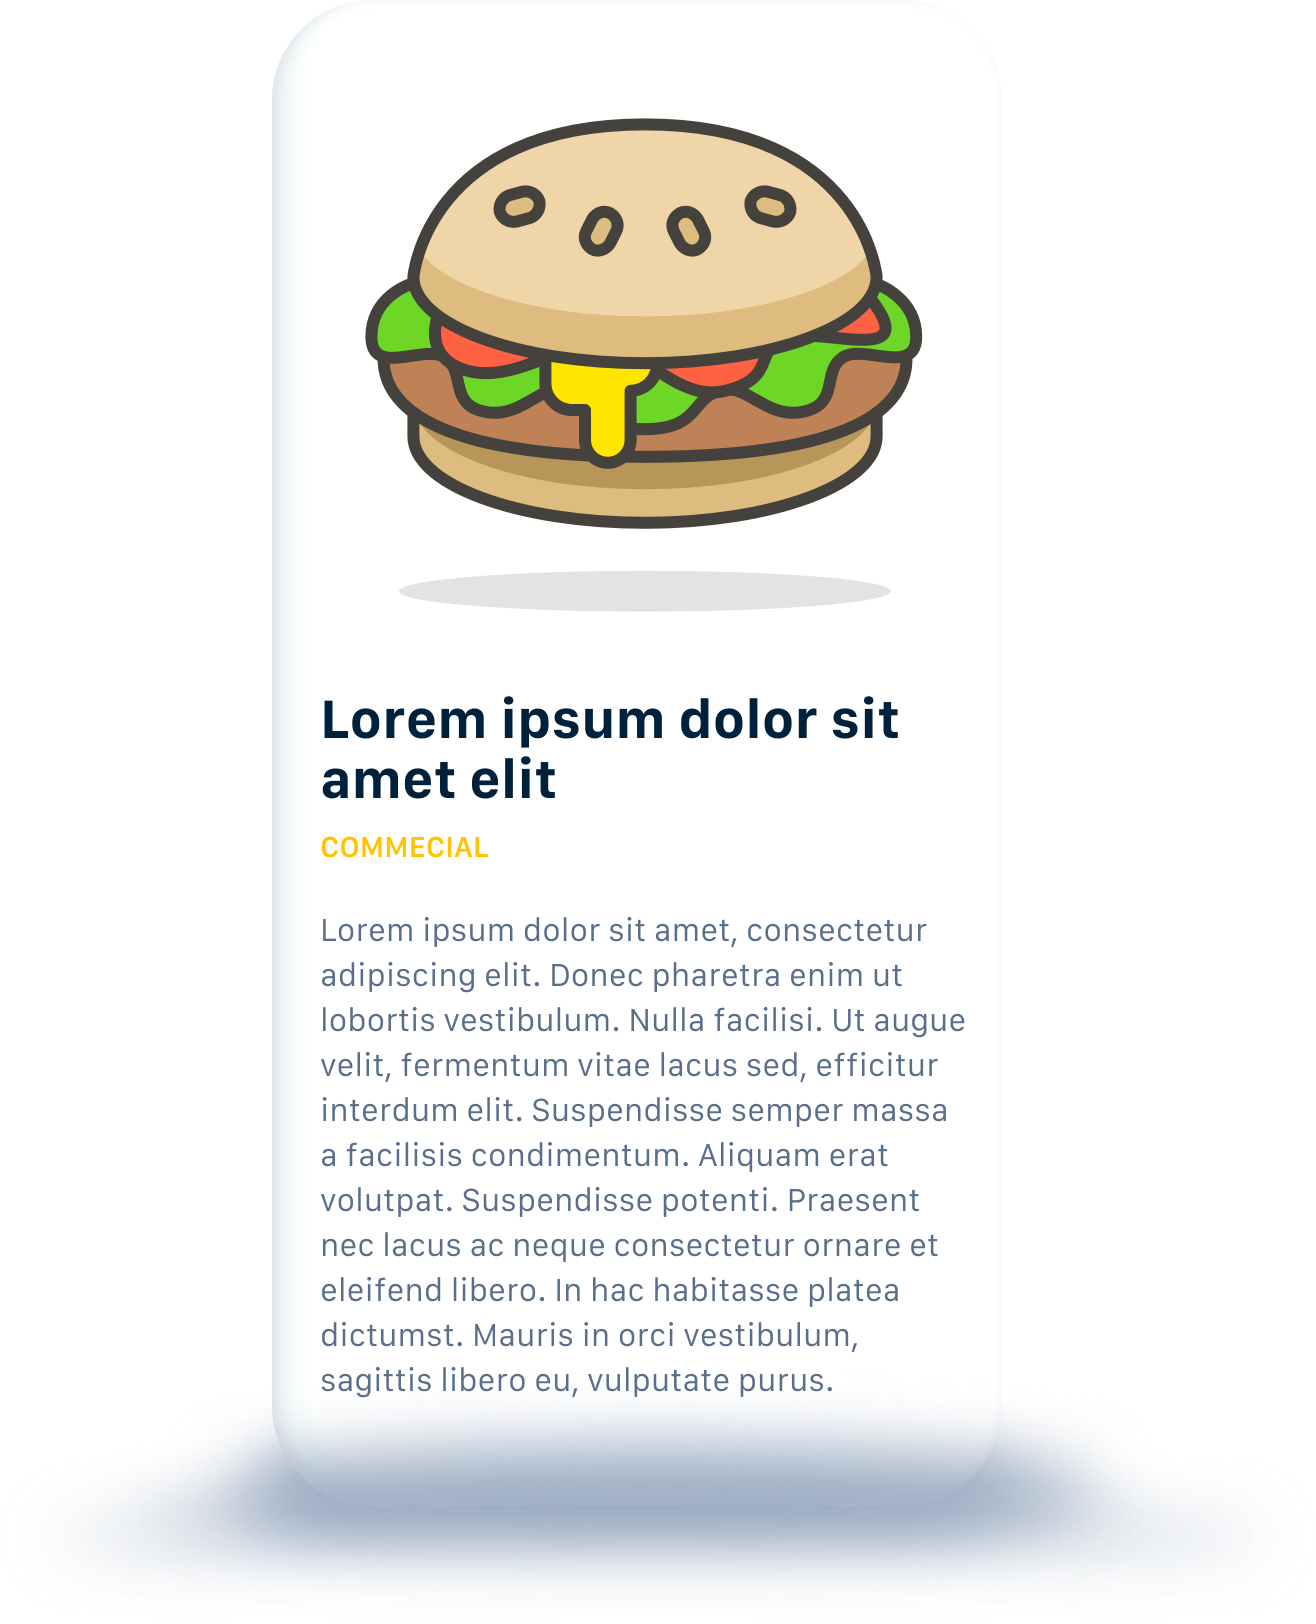 Lorem ipsum dolor sit
amet elit
COMMECIAL
Lorem ipsum dolor sit amet, consectetur
adipiscing elit. Donec pharetra enim ut
lobortis vestibulum. Nulla facilisi. Ut augue
velit, fermentum vitae lacus sed, efficitur
interdum elit. Suspendisse semper massa
a facilisis condimentum. Aliquam erat
volutpat. Suspendisse potenti. Praesent
nec lacus ac neque consectetur ornare et
eleifend libero. In hac habitasse platea
dictumst. Mauris in orci vestibulum,
sagittis libero eu, vulputate purus.